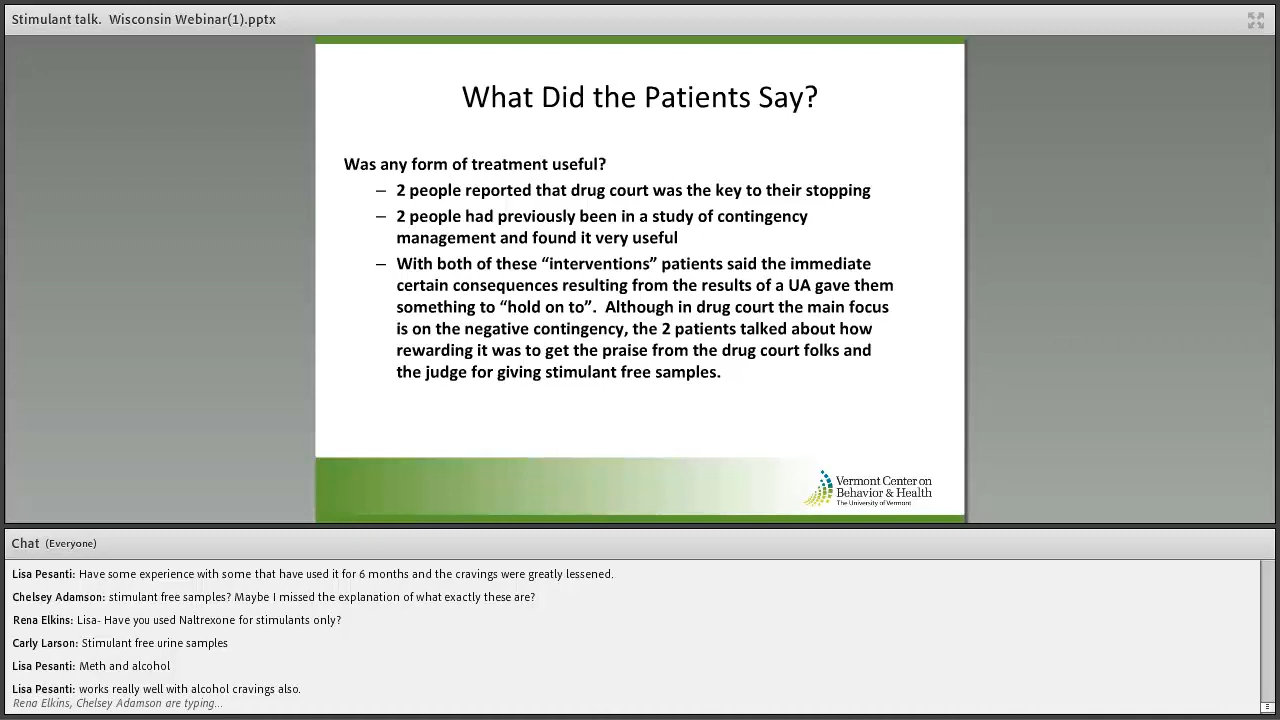 Stimulant talk.  Wisconsin Webinar(1).pptx
What Did the Patients Say?
Was any form of treatment useful?
– 2 people reported that drug court was the key to their stopping
– 2 people had previously been in a study of contingency
management and found it very useful
– With both of these “interventions” patients said the immediate
certain consequences resulting from the results of a UA gave them
something to “hold on to”.  Although in drug court the main focus
is on the negative contingency, the 2 patients talked about how
rewarding it was to get the praise from the drug court folks and
the judge for giving stimulant free samples.
Vermont Center on
Behavior & Health
The University of Vermont
Chat (Everyone)
Lisa Pesanti: Have some experience with some that have used it for 6 months and the cravings were greatly lessened.
Chelsey Adamson: stimulant free samples? Maybe I missed the explanation of what exactly these are?
Rena Elkins: Lisa- Have you used Naltrexone for stimulants only?
Carly Larson: Stimulant free urine samples
Lisa Pesanti: Meth and alcohol
Lisa Pesanti: works really well with alcohol cravings also.
Rena Elkins, Chelsey Adamson are typing...